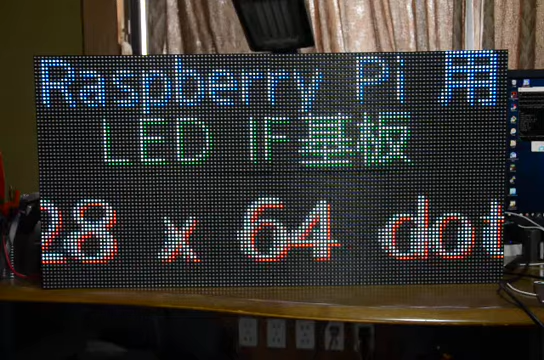 Raspberry Pi 用
LED IF基板
28 x 64 dot